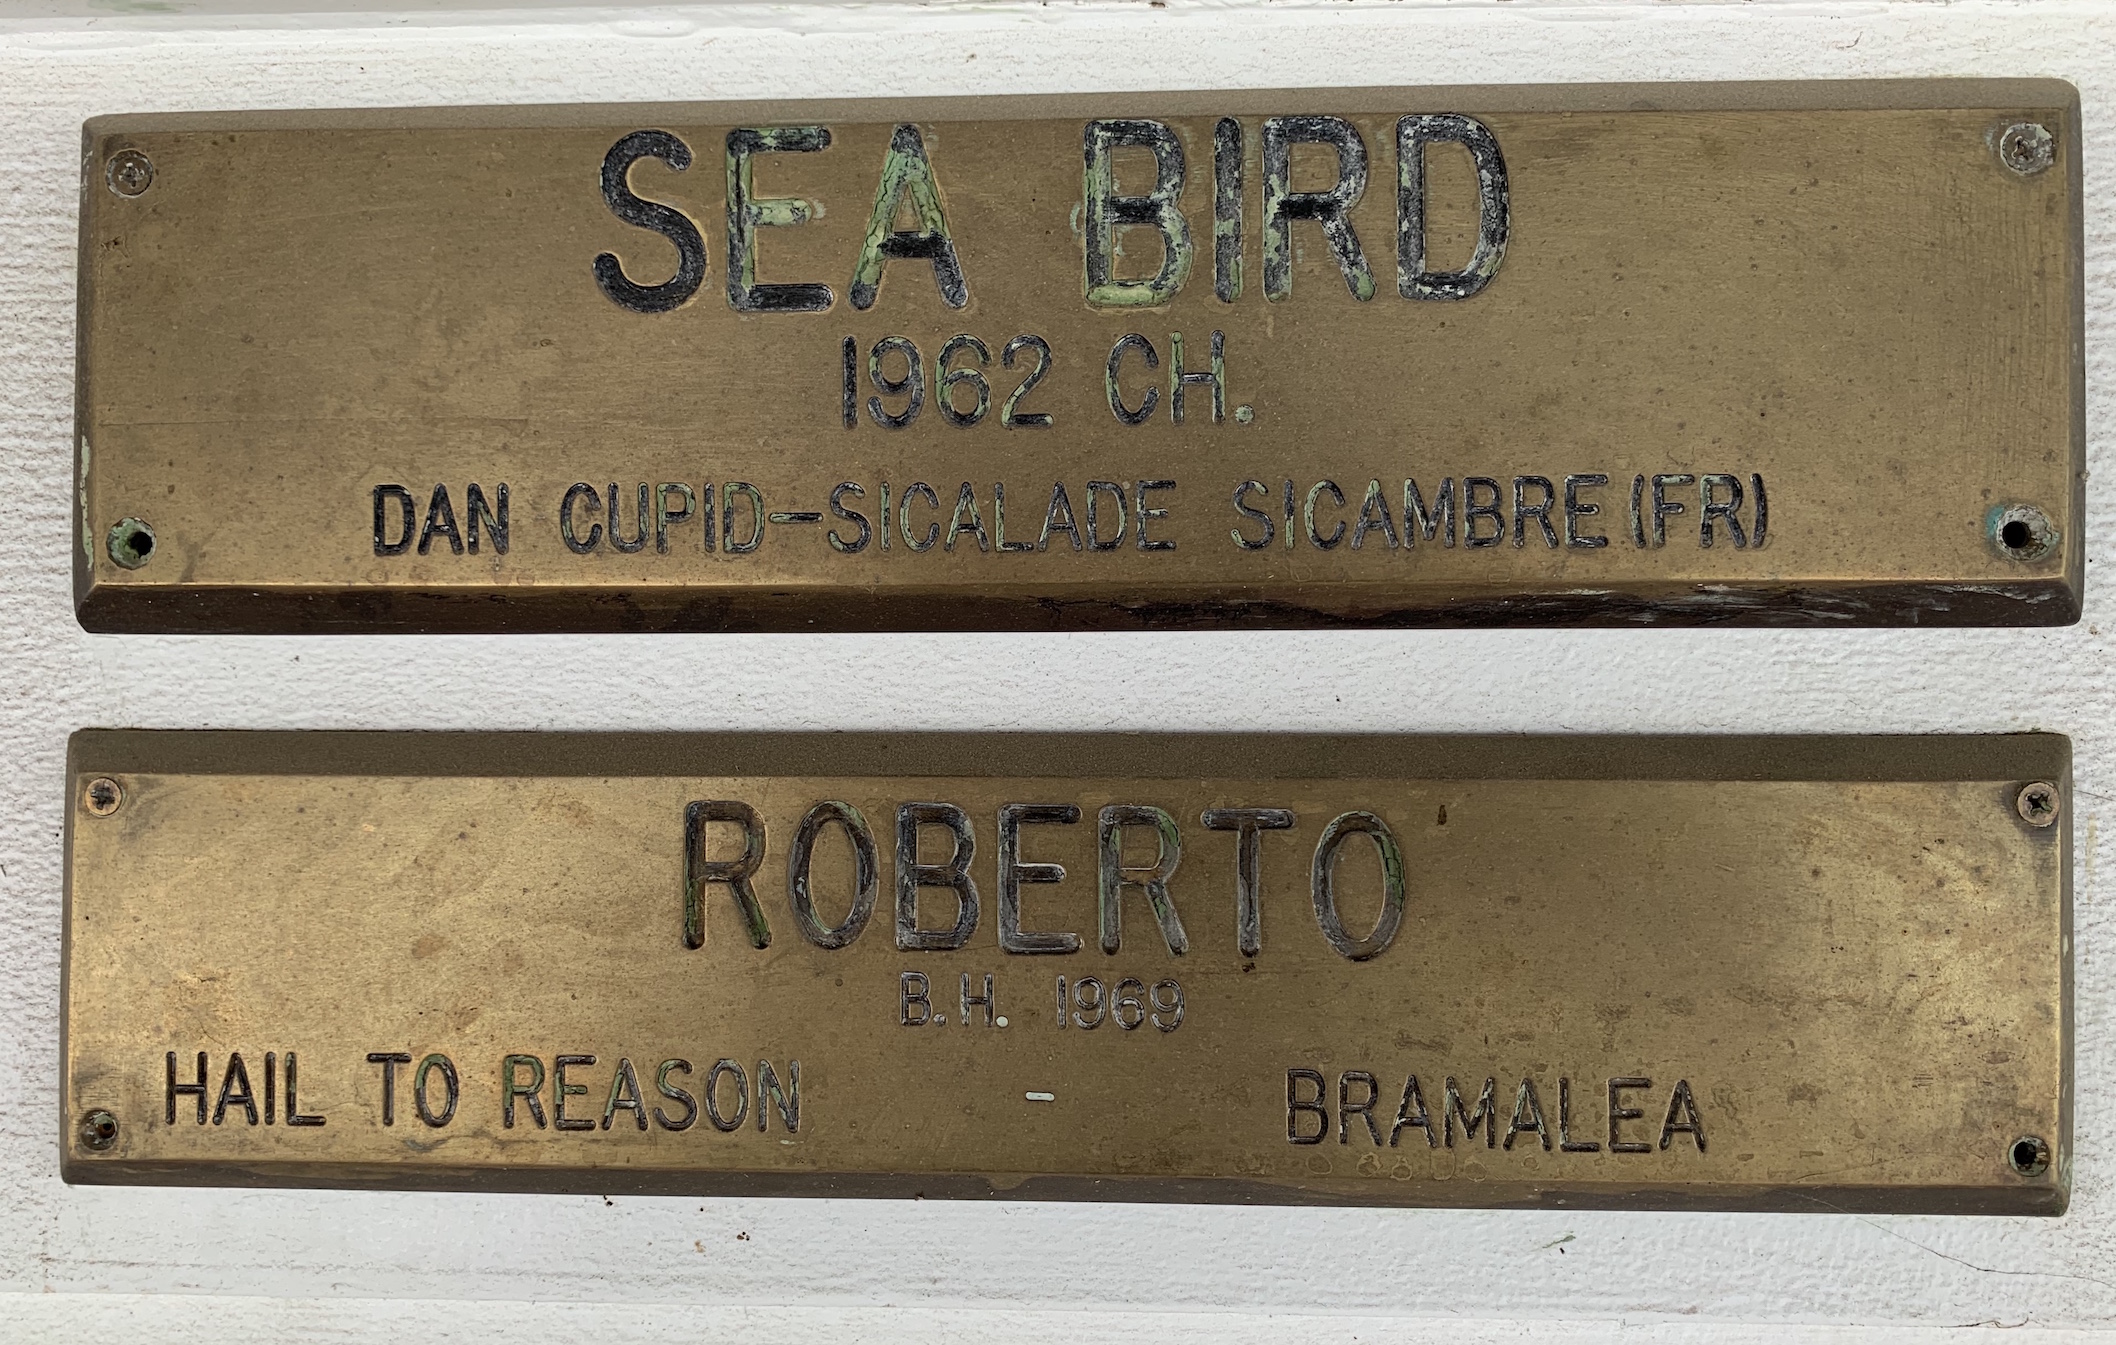 SEA BIRD
1962 CH.
DAN CUPID-SICALADE SICAMBRE (FR)
ROBERTO
B.H. 1969
HAIL TO REASON - BRAMALEA